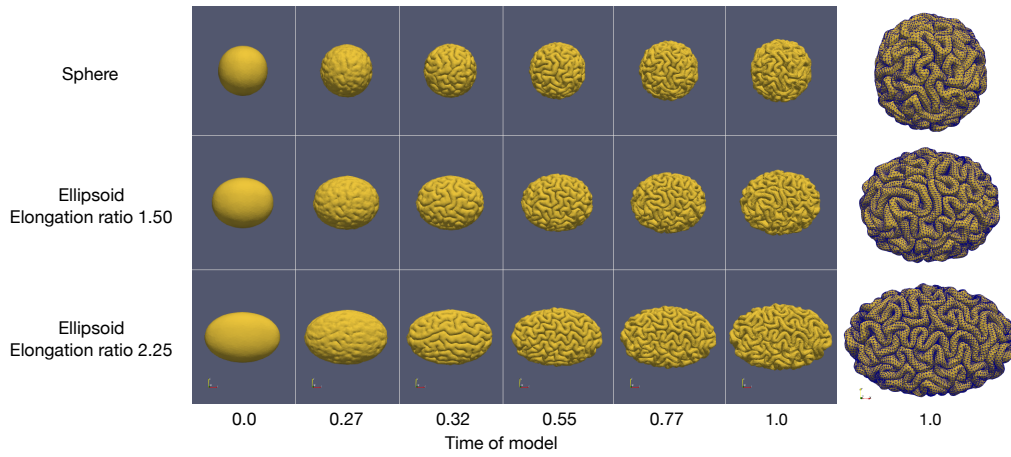 Sphere
Ellipsoid
Elongation ratio 1.50
Ellipsoid
Elongation ratio 2.25
0.0 0.27 0.32 0.55 0.77 1.0 1.0
Time of model